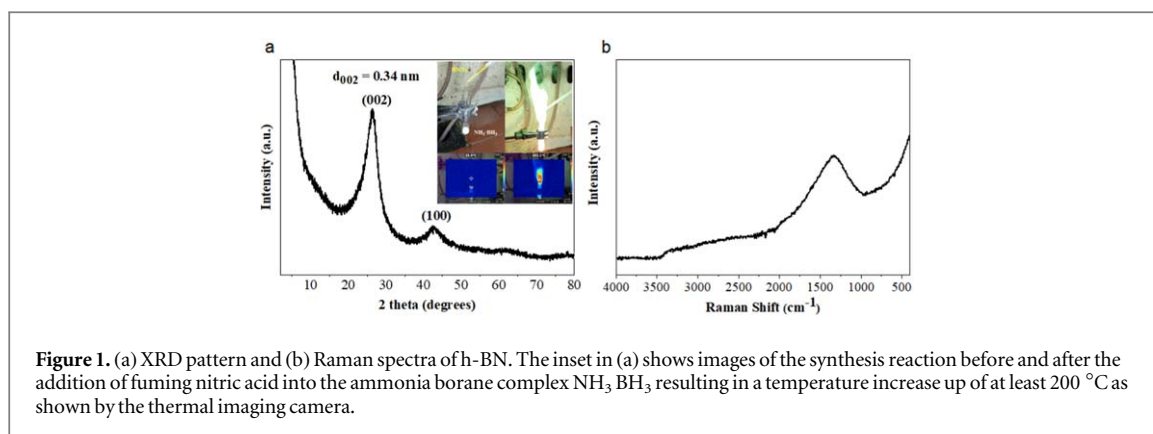 a
b
d002 = 0.34 nm
(002)
NH3 BH3
(100)
Intensity (a.u.)
10 20 30 40 50 60 70 80
2 theta (degrees)
Intensity (a.u.)
4000 3500 3000 2500 2000 1500 1000 500
Raman Shift (cm-1)
Figure 1. (a) XRD pattern and (b) Raman spectra of h-BN. The inset in (a) shows images of the synthesis reaction before and after the
addition of fuming nitric acid into the ammonia borane complex NH3 BH3 resulting in a temperature increase up of at least 200 °C as
shown by the thermal imaging camera.